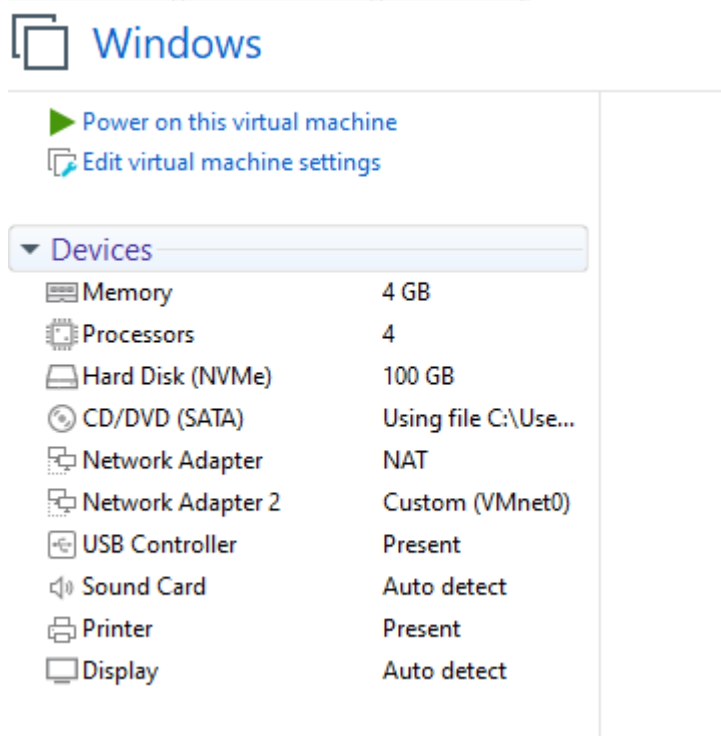 Windows
Power on this virtual machine
Edit virtual machine settings
Devices
Memory 4 GB
Processors 4
Hard Disk (NVMe) 100 GB
CD/DVD (SATA) Using file C:\Use...
Network Adapter NAT
Network Adapter 2 Custom (VMnet0)
USB Controller Present
Sound Card Auto detect
Printer Present
Display Auto detect